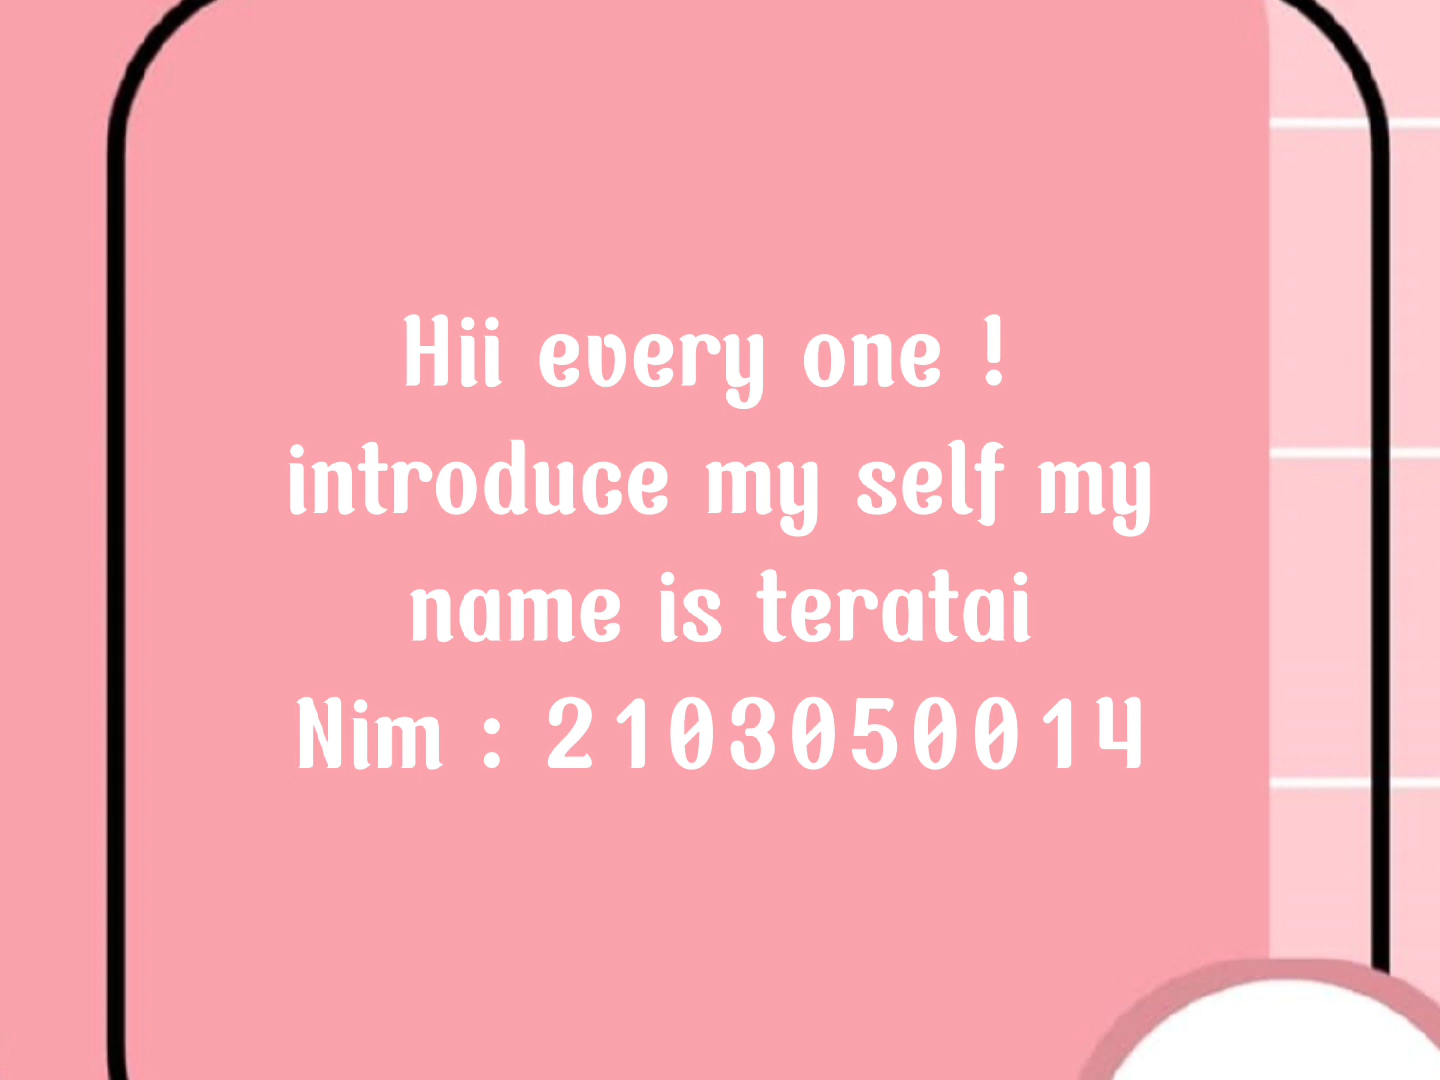 Hii every one !
introduce my self my
name is teratai
Nim : 2103050014